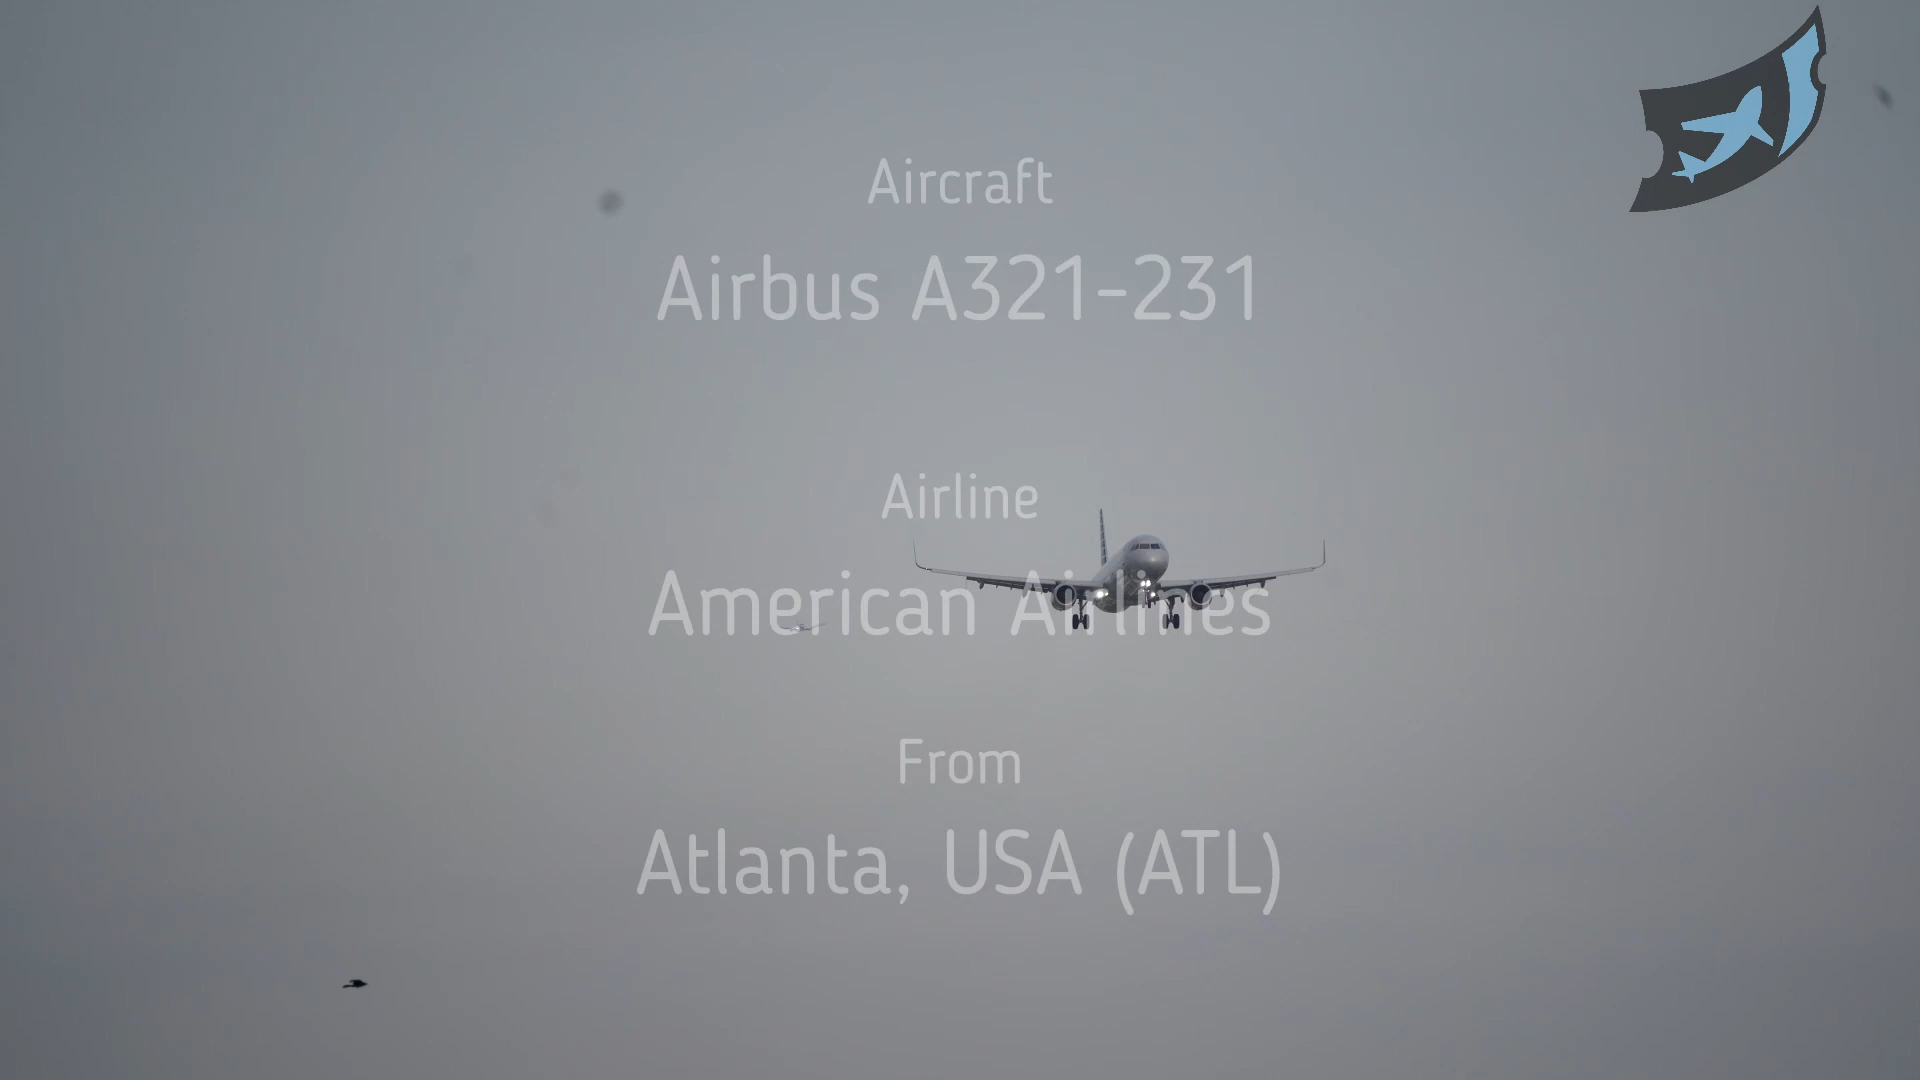 Aircraft
Airbus A321-231
Airline
American Airlines
From
Atlanta, USA (ATL)